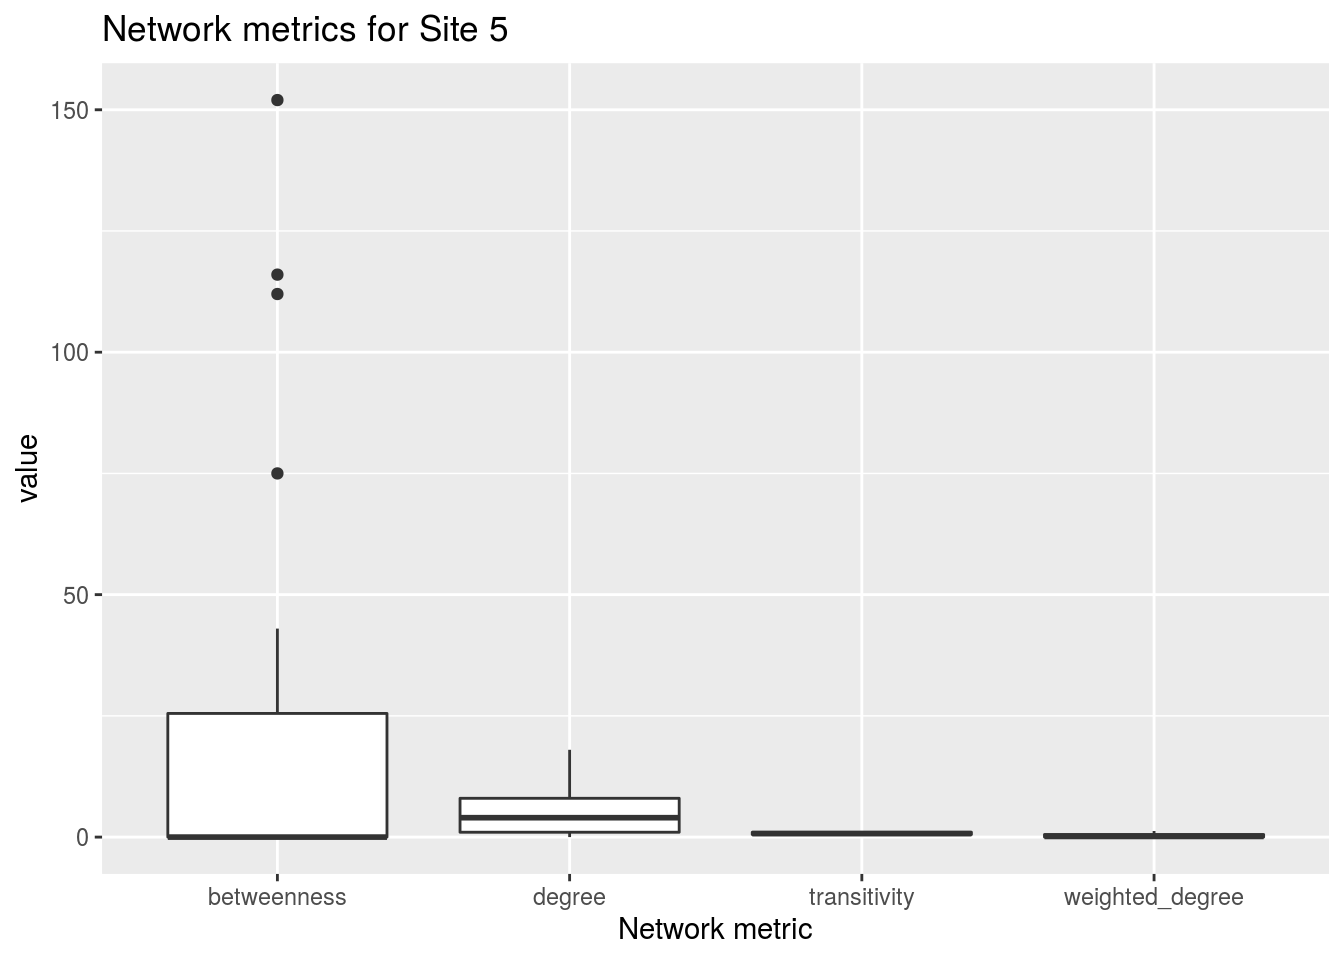 Network metrics for Site 5
150
100
50
0
value
betweenness degree transitivity weighted_degree
Network metric